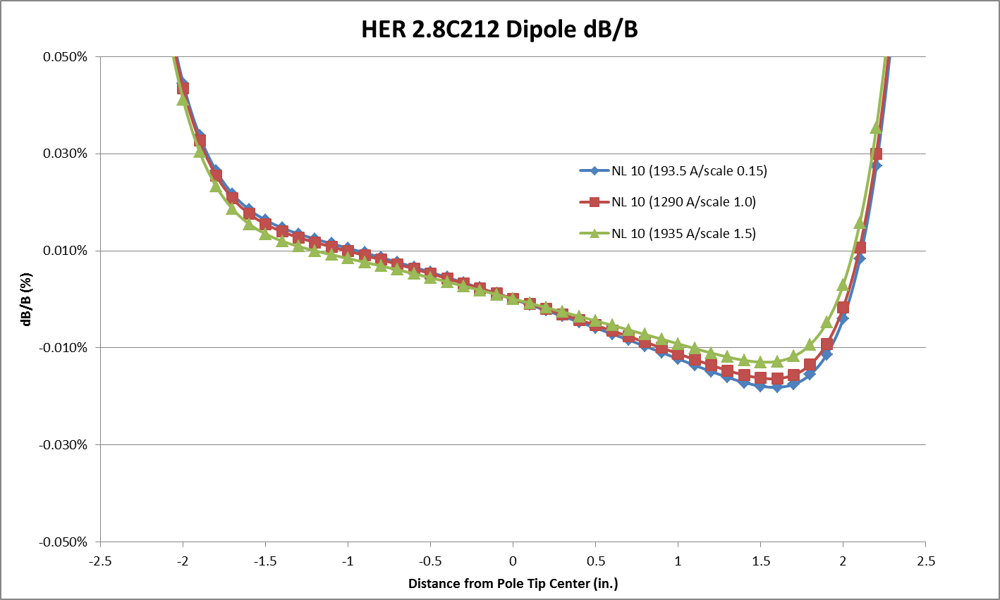 HER 2.8C212 Dipole dB/B
0.050%
0.030%
0.010%
-0.010%
-0.030%
-0.050%
dB/B (%)
NL 10 (193.5 A/scale 0.15)
NL 10 (1290 A/scale 1.0)
NL 10 (1935 A/scale 1.5)
-2.5 -2 -1.5 -1 -0.5 0 0.5 1 1.5 2 2.5
Distance from Pole Tip Center (in.)